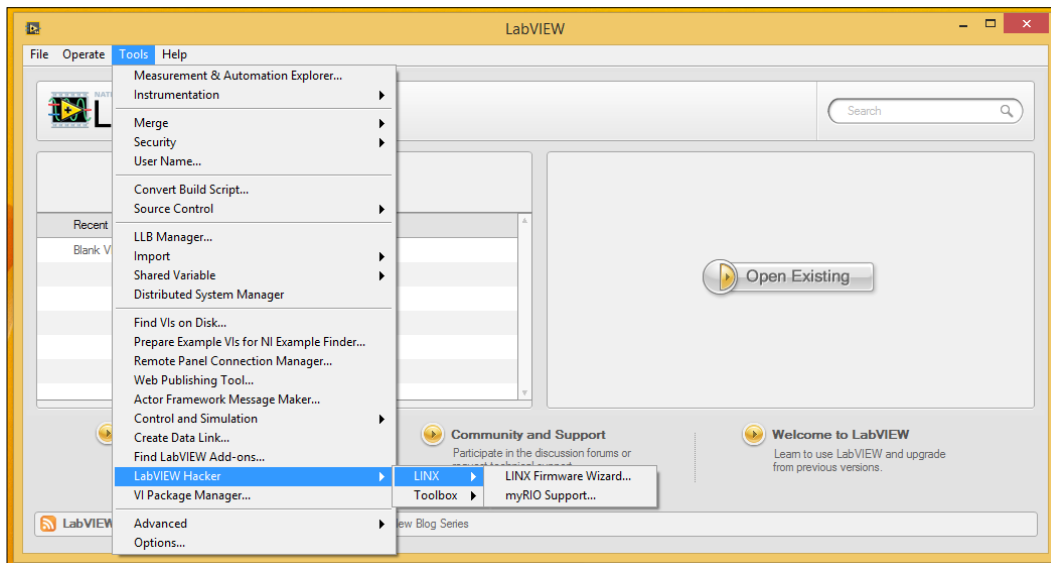 LabVIEW
File Operate Tools Help
Measurement & Automation Explorer...
Instrumentation
Merge
Security
User Name...
Convert Build Script...
Source Control
LLB Manager...
Import
Shared Variable
Distributed System Manager
Find VIs on Disk...
Prepare Example VIs for NI Example Finder...
Remote Panel Connection Manager...
Web Publishing Tool...
Actor Framework Message Maker...
Control and Simulation
Create Data Link...
Find LabVIEW Add-ons...
LabVIEW Hacker
VI Package Manager...
Advanced
Options...
LINX
Toolbox
LINX Firmware Wizard...
myRIO Support...
NAT
L
Search
Recent
Blank V
Open Existing
Community and Support
Participate in the discussion forums or
Welcome to LabVIEW
Learn to use LabVIEW and upgrade
from previous versions.
LabVIEW
ew Blog Series